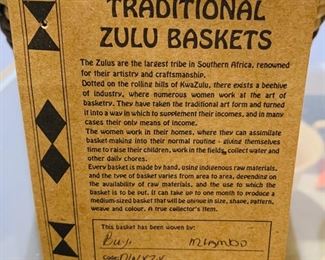 TRADITIONAL
ZULU BASKETS
The Zulus are the largest tribe in Southern Africa, renowned
for their artistry and craftsmanship.
Dotted on the rolling hills of KwaZulu, there exists a beehive
of industry, where numerous women work at the art of
basketry. They have taken the traditional art form and turned
it into a way in which to supplement their incomes, and in many
cases their only means of income.
The women work in their homes, where they can assimilate
basket-making into their normal routine - giving themselves
time to raise their children, work in the fields, collect water and
other daily chores.
Every basket is made by hand, using indigenous raw materials,
and the type of basket varies from area to area, depending on
the availability of raw materials, and the use to which the
basket is to be put. It can take up to one month to produce a
medium-sized basket that will be unique in size, shape, pattern,
weave and colour. A true collector's item.
This basket has been woven by: